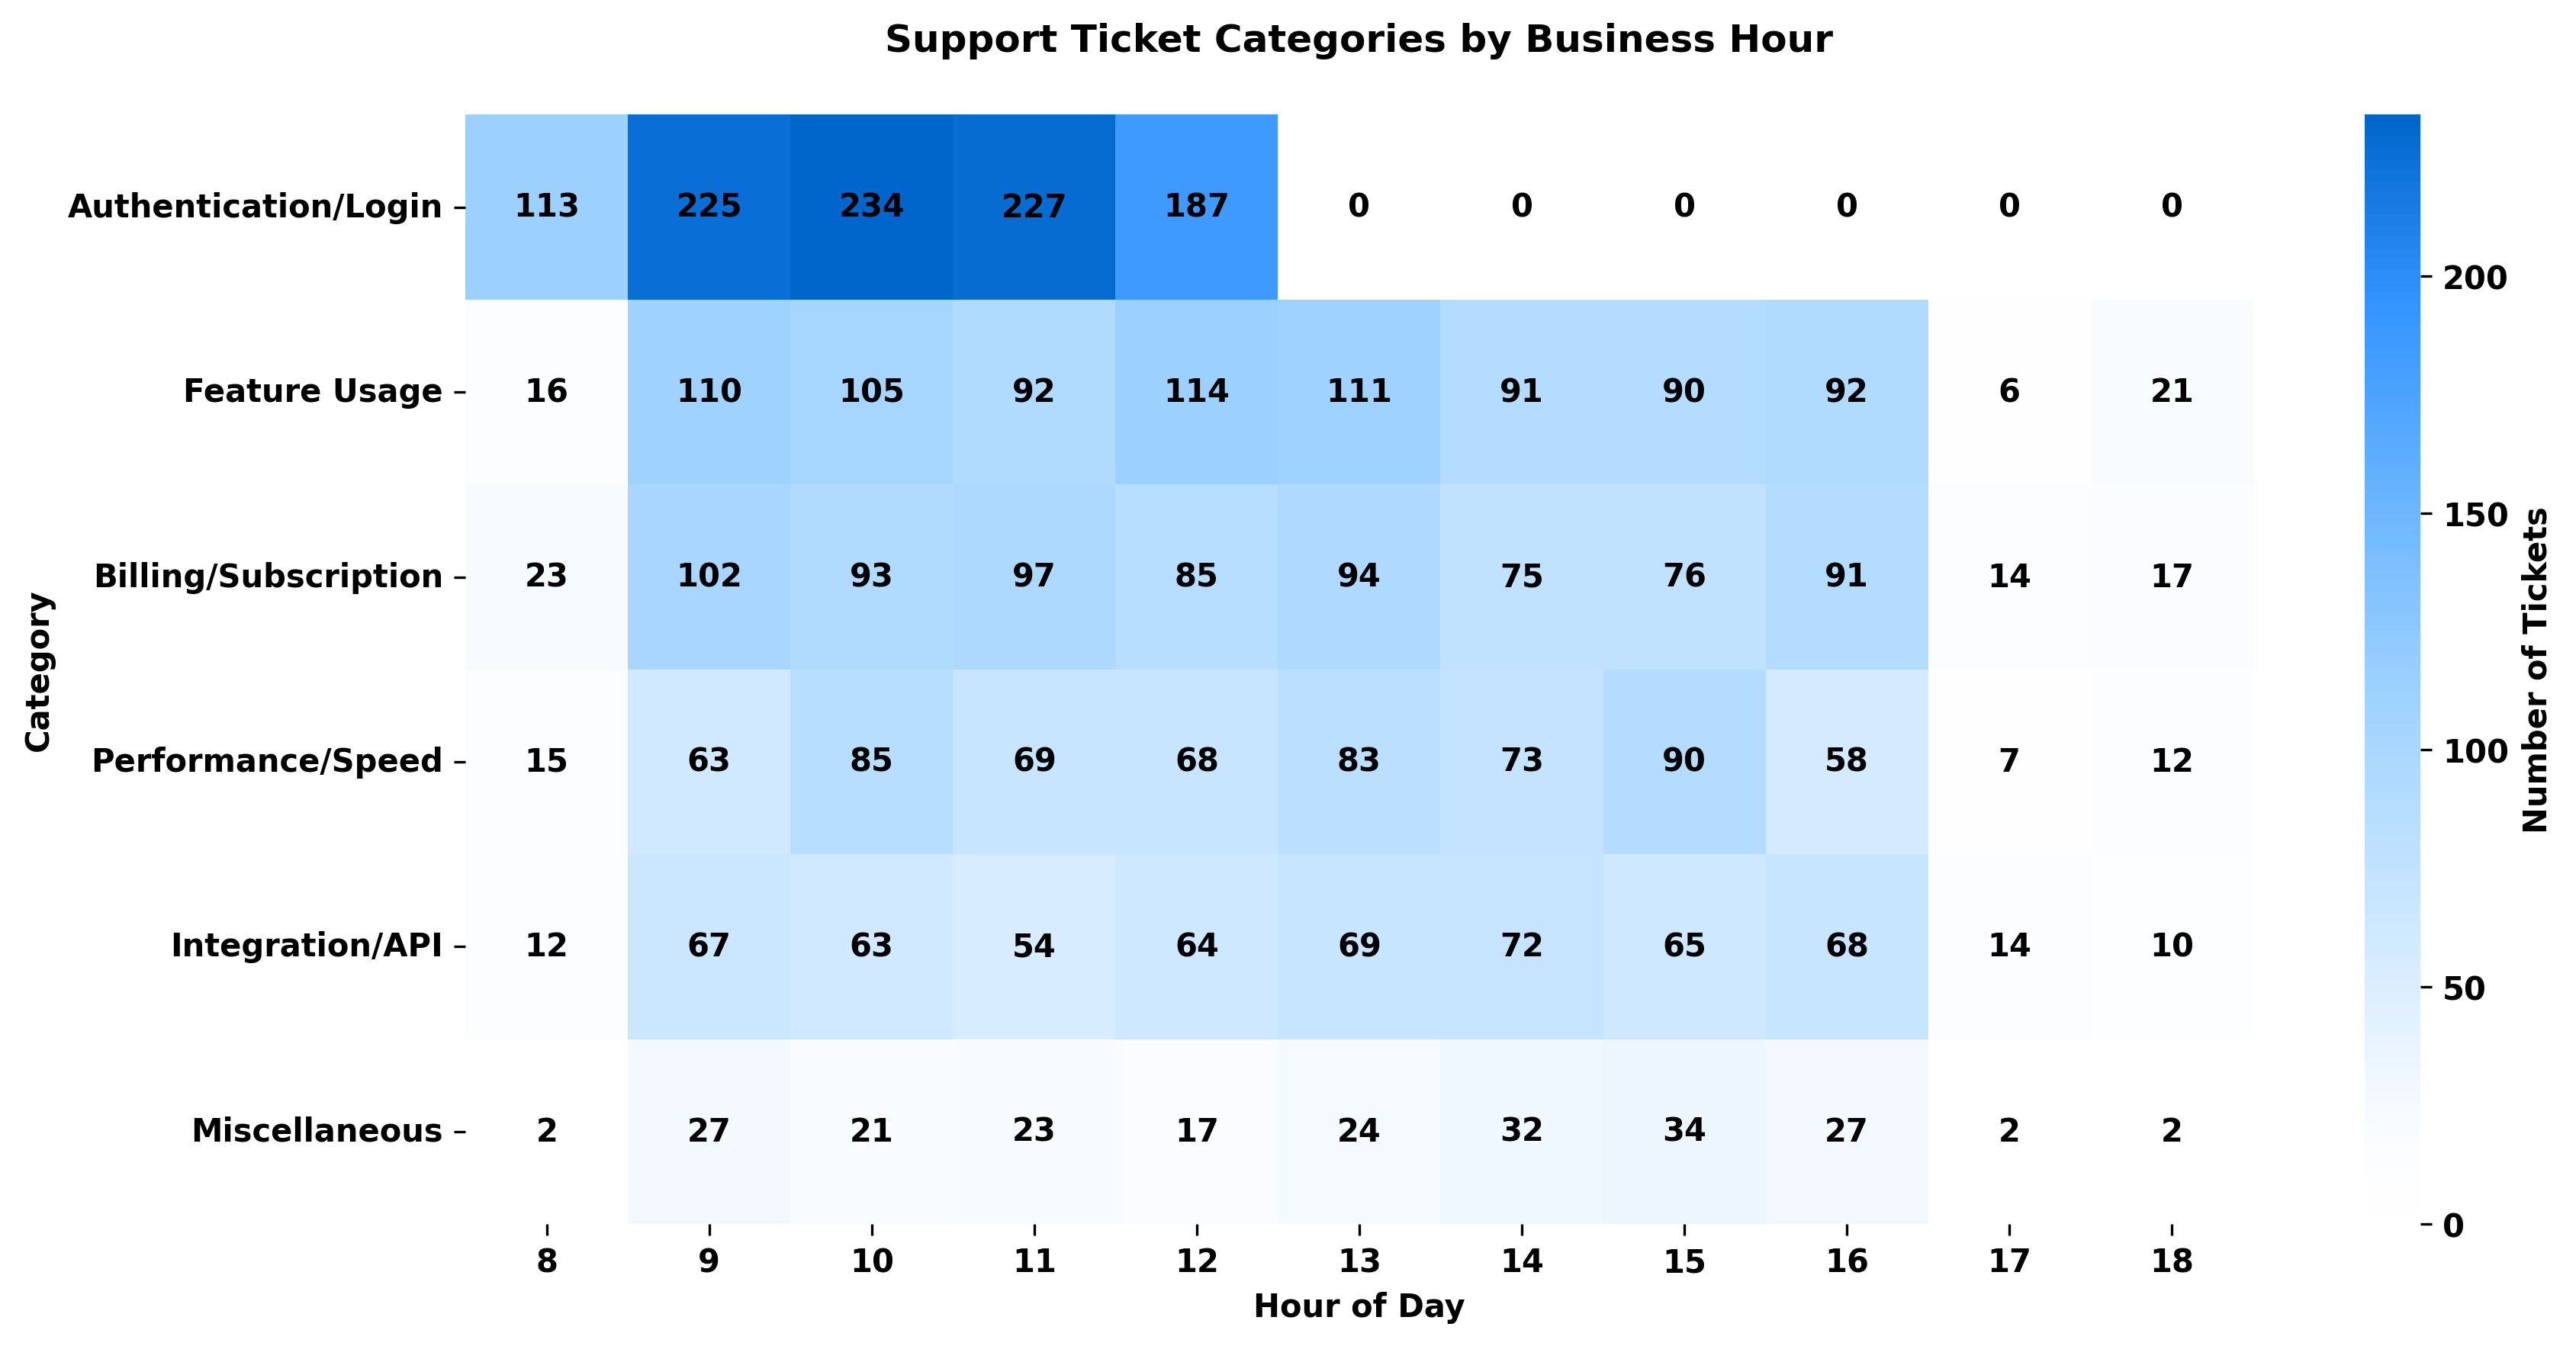 Support Ticket Categories by Business Hour
Authentication/Login 113 225 234 227 187 0 0 0 0 0 0
Feature Usage 16 110 105 92 114 111 91 90 92 6 21
Billing/Subscription 23 102 93 97 85 94 75 76 91 14 17
Performance/Speed 15 63 85 69 68 83 73 90 58 7 12
Integration/API 12 67 63 54 64 69 72 65 68 14 10
Miscellaneous 2 27 21 23 17 24 32 34 27 2 2
8 9 10 11 12 13 14 15 16 17 18
Hour of Day
Category
200
150
100
50
0
Number of Tickets